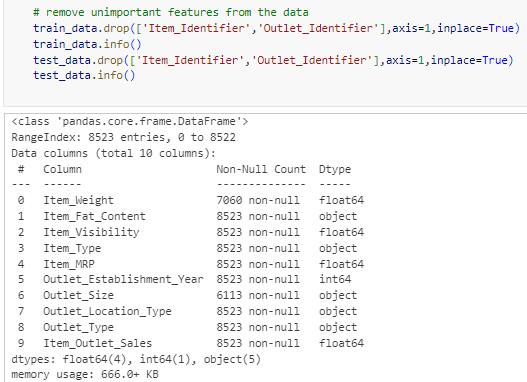 # remove unimportant features from the data
train_data.drop(['Item_Identifier','Outlet_Identifier'],axis=1,inplace=True)
train_data.info()
test_data.drop(['Item_Identifier','Outlet_Identifier'],axis=1,inplace=True)
test_data.info()
<class 'pandas.core.frame.DataFrame'>
RangeIndex: 8523 entries, 0 to 8522
Data columns (total 10 columns):
 #   Column                     Non-Null Count  Dtype
---  ------                     --------------  -----
 0   Item_Weight                7060 non-null   float64
 1   Item_Fat_Content           8523 non-null   object
 2   Item_Visibility            8523 non-null   float64
 3   Item_Type                  8523 non-null   object
 4   Item_MRP                   8523 non-null   float64
 5   Outlet_Establishment_Year  8523 non-null   int64
 6   Outlet_Size                6113 non-null   object
 7   Outlet_Location_Type       8523 non-null   object
 8   Outlet_Type                8523 non-null   object
 9   Item_Outlet_Sales          8523 non-null   float64
dtypes: float64(4), int64(1), object(5)
memory usage: 666.0+ KB